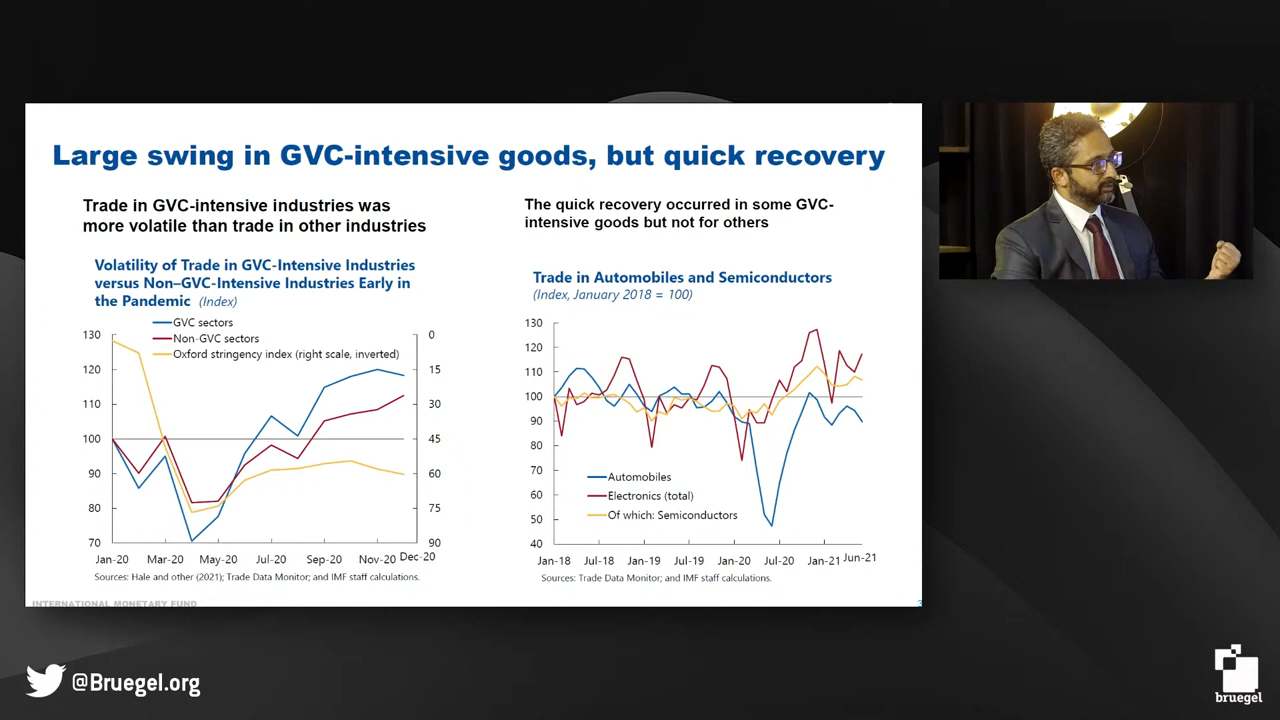 Large swing in GVC-intensive goods, but quick recovery
Trade in GVC-intensive industries was
more volatile than trade in other industries
Volatility of Trade in GVC-Intensive Industries
versus Non–GVC-Intensive Industries Early in
the Pandemic (Index)
GVC sectors
Non-GVC sectors
Oxford stringency index (right scale, inverted)
130
120
110
100
90
80
70
0
15
30
45
60
75
90
Jan-20 Mar-20 May-20 Jul-20 Sep-20 Nov-20 Dec-20
Sources: Hale and other (2021); Trade Data Monitor; and IMF staff calculations.
The quick recovery occurred in some GVC-
intensive goods but not for others
Trade in Automobiles and Semiconductors
(Index, January 2018 = 100)
130
120
110
100
90
80
70
60
50
40
Automobiles
Electronics (total)
Of which: Semiconductors
Jan-18 Jul-18 Jan-19 Jul-19 Jan-20 Jul-20 Jan-21 Jun-21
Sources: Trade Data Monitor; and IMF staff calculations.
INTERNATIONAL MONETARY FUND
3
@Bruegel.org
bruegel